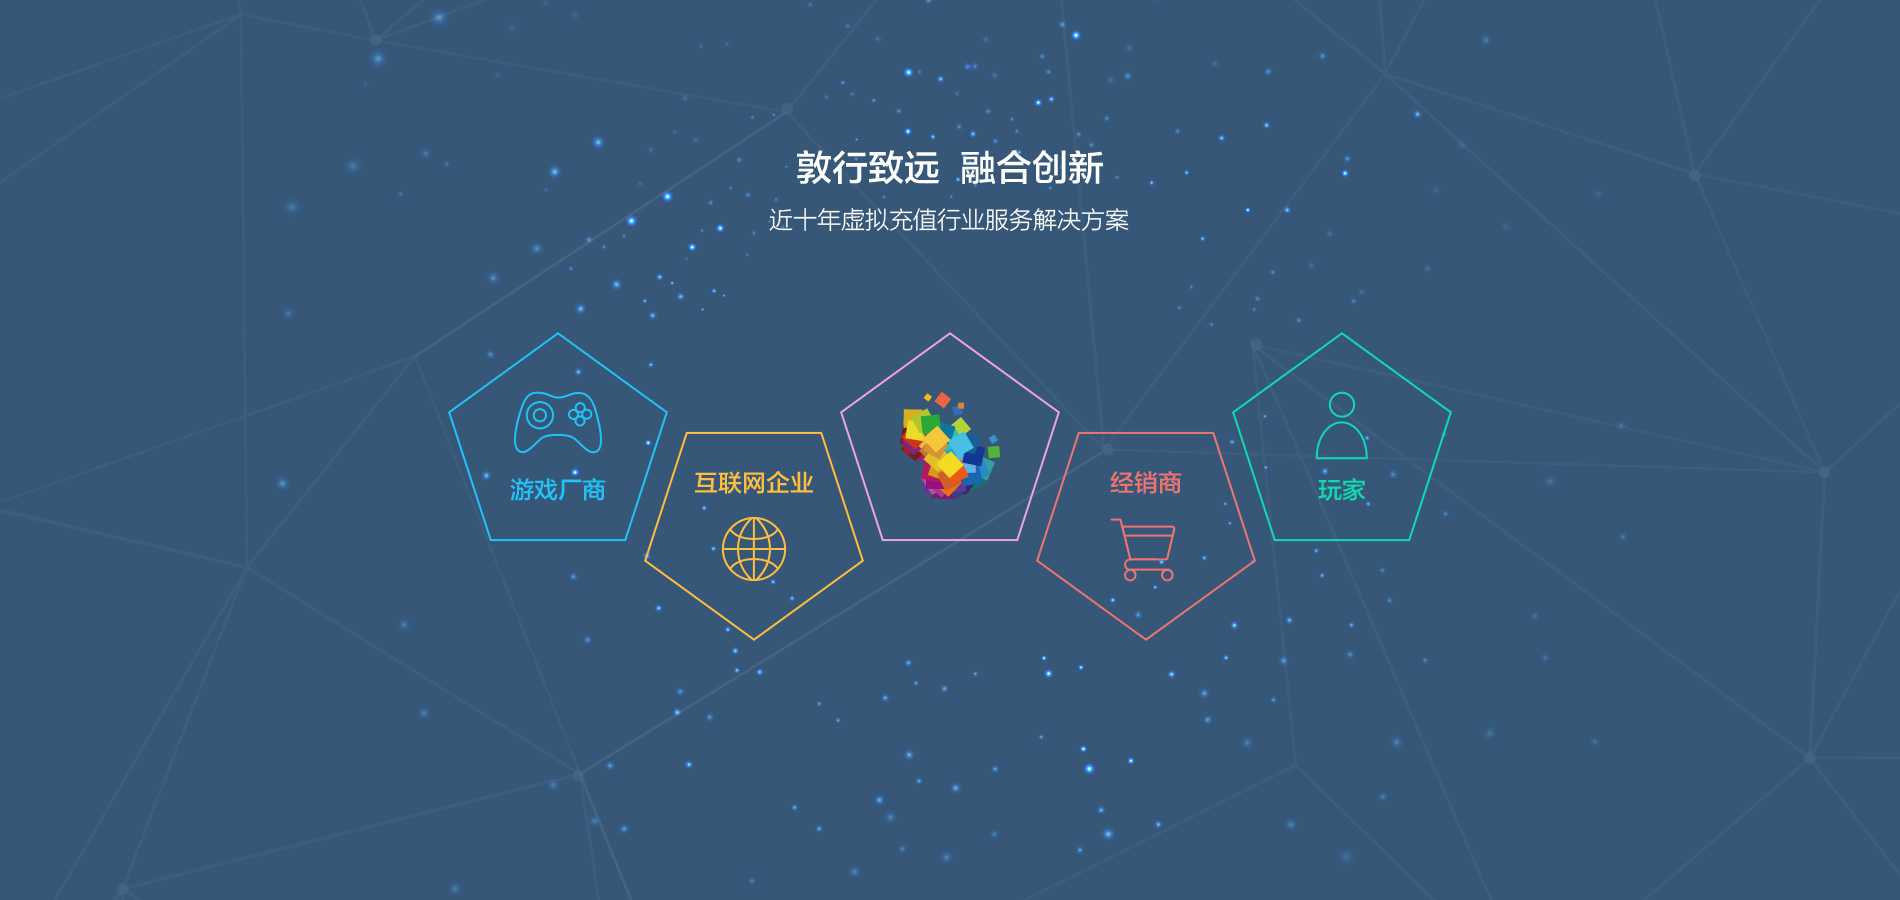 敦行致远 融合创新
近十年虚拟充值行业服务解决方案
游戏厂商
互联网企业
经销商
玩家